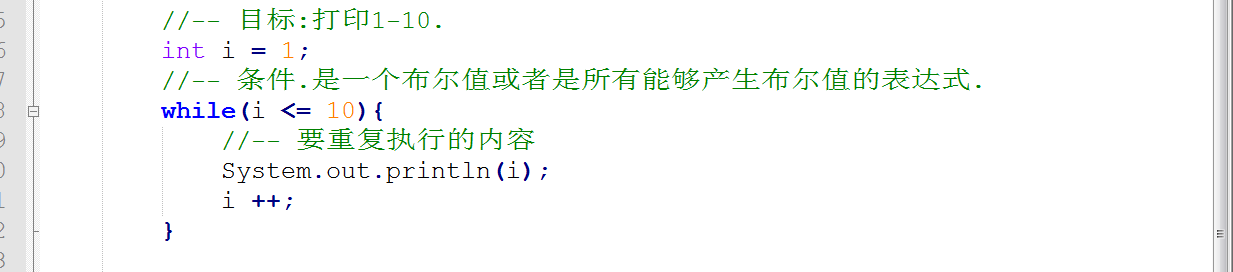 //-- 目标:打印1-10.
int i = 1;
//-- 条件.是一个布尔值或者是所有能够产生布尔值的表达式.
while(i <= 10){
//-- 要重复执行的内容
System.out.println(i);
i ++;
}